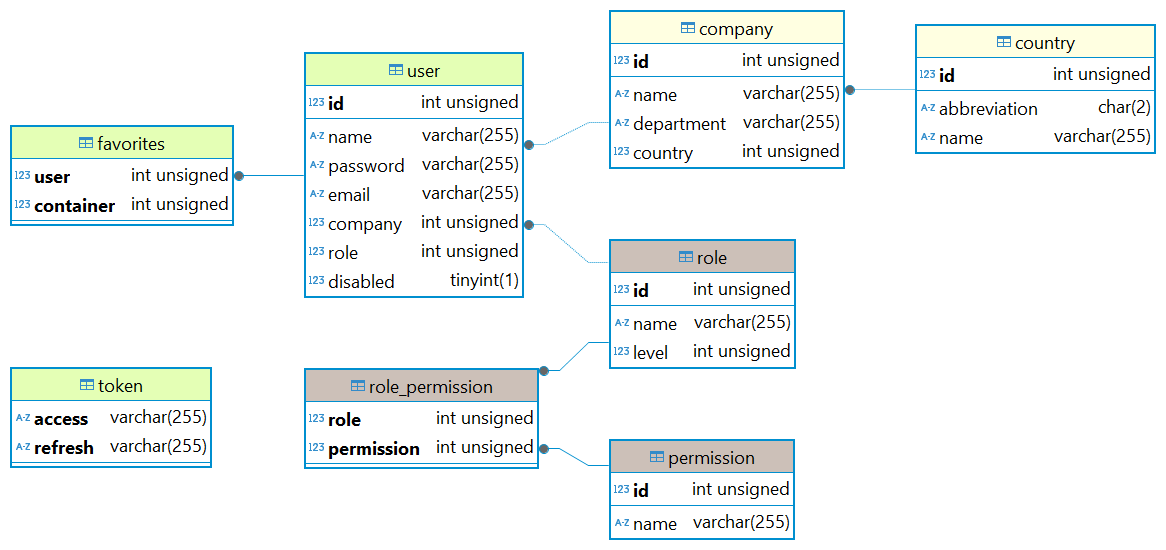 company
123 id int unsigned
A-Z name varchar(255)
A-Z department varchar(255)
123 country int unsigned
country
123 id int unsigned
A-Z abbreviation char(2)
A-Z name varchar(255)
user
123 id int unsigned
A-Z name varchar(255)
A-Z password varchar(255)
A-Z email varchar(255)
123 company int unsigned
123 role int unsigned
123 disabled tinyint(1)
favorites
123 user int unsigned
123 container int unsigned
role
123 id int unsigned
A-Z name varchar(255)
123 level int unsigned
token
A-Z access varchar(255)
A-Z refresh varchar(255)
role_permission
123 role int unsigned
123 permission int unsigned
permission
123 id int unsigned
A-Z name varchar(255)